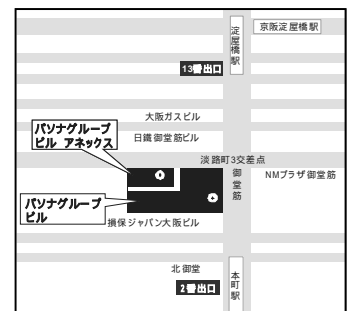 京阪淀屋橋駅
淀屋橋駅
13番出口
大阪ガスビル
パソナグループ
ビル アネックス
日鐵御堂筋ビル
淡路町3交差点
御堂筋
NMプラザ御堂筋
パソナグループ
ビル
損保ジャパン大阪ビル
北御堂
本町駅
2番出口